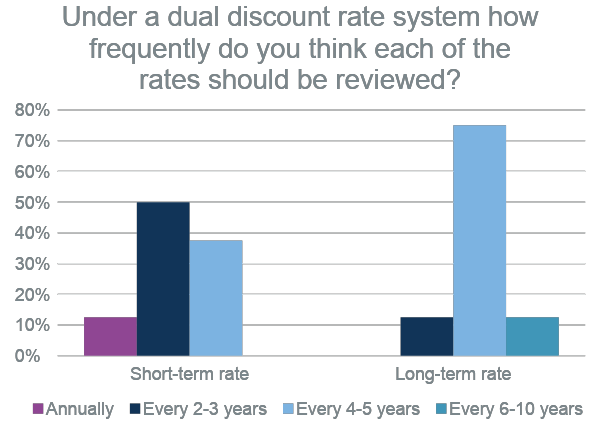 Under a dual discount rate system how
frequently do you think each of the
rates should be reviewed?
80%
70%
60%
50%
40%
30%
20%
10%
0%
Short-term rate Long-term rate
Annually Every 2-3 years Every 4-5 years Every 6-10 years